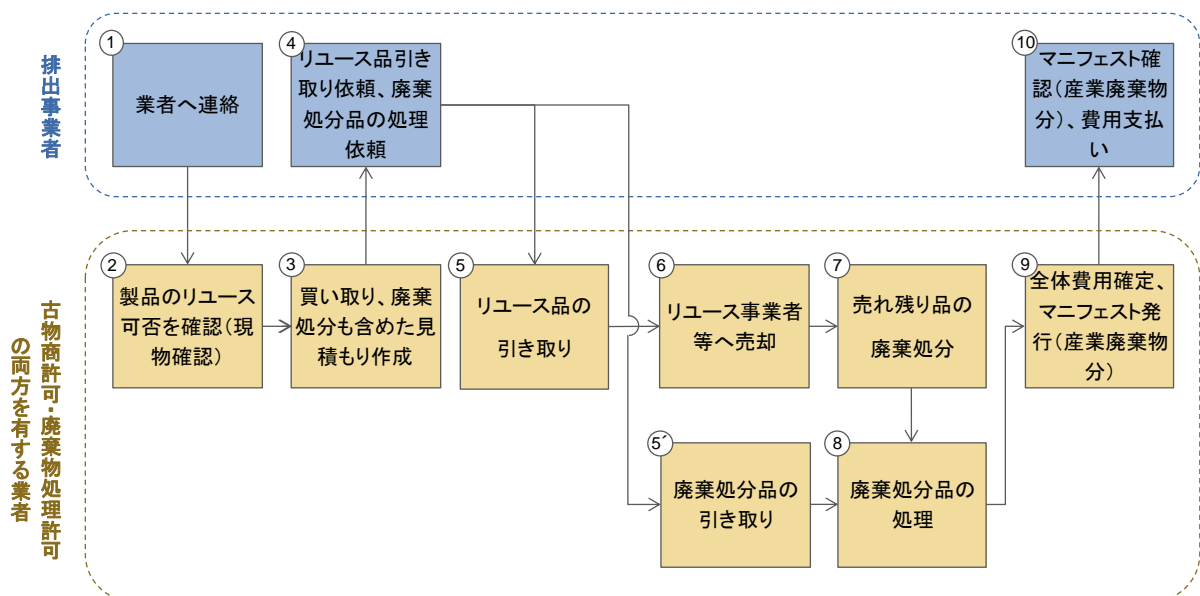 排出事業者
①
業者へ連絡
④
リユース品引き
取り依頼、廃棄
処分品の処理
依頼
⑩
マニフェスト確
認(産業廃棄物
分)、費用支払
い
古物商許可・廃棄物処理許可
の両方を有する業者
②
製品のリユース
可否を確認(現
物確認)
③
買い取り、廃棄
処分も含めた見
積もり作成
⑤
リユース品の
引き取り
⑥
リユース事業者
等へ売却
⑦
売れ残り品の
廃棄処分
⑨
全体費用確定、
マニフェスト発
行(産業廃棄物
分)
5´
廃棄処分品の
引き取り
⑧
廃棄処分品の
処理